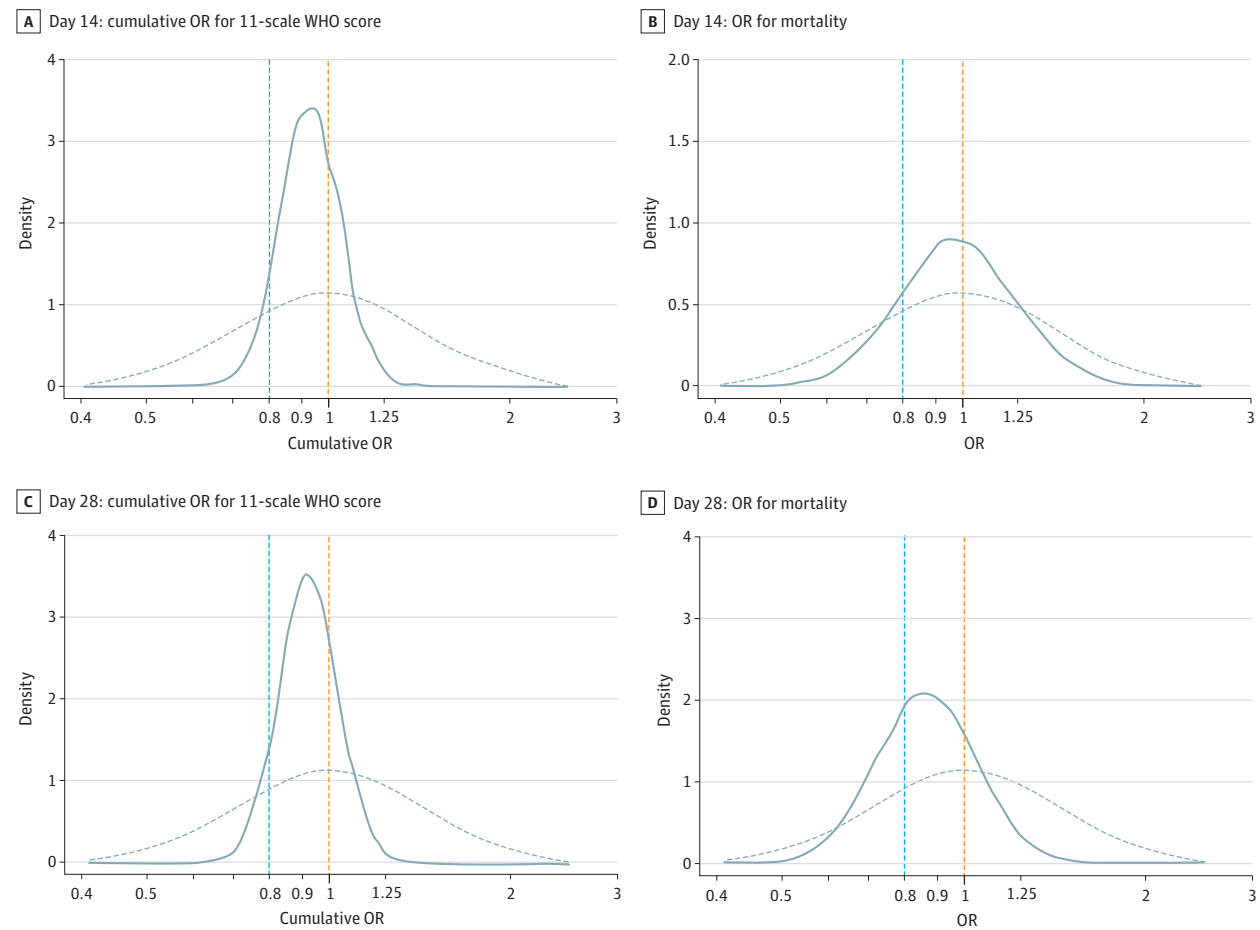 A Day 14: cumulative OR for 11-scale WHO score
4
3
2
1
0
Density
0.4 0.5 0.8 0.9 1 1.25 2 3
Cumulative OR
B Day 14: OR for mortality
2.0
1.5
1.0
0.5
0
Density
0.4 0.5 0.8 0.9 1 1.25 2 3
OR
C Day 28: cumulative OR for 11-scale WHO score
4
3
2
1
0
Density
0.4 0.5 0.8 0.9 1 1.25 2 3
Cumulative OR
D Day 28: OR for mortality
4
3
2
1
0
Density
0.4 0.5 0.8 0.9 1 1.25 2 3
OR